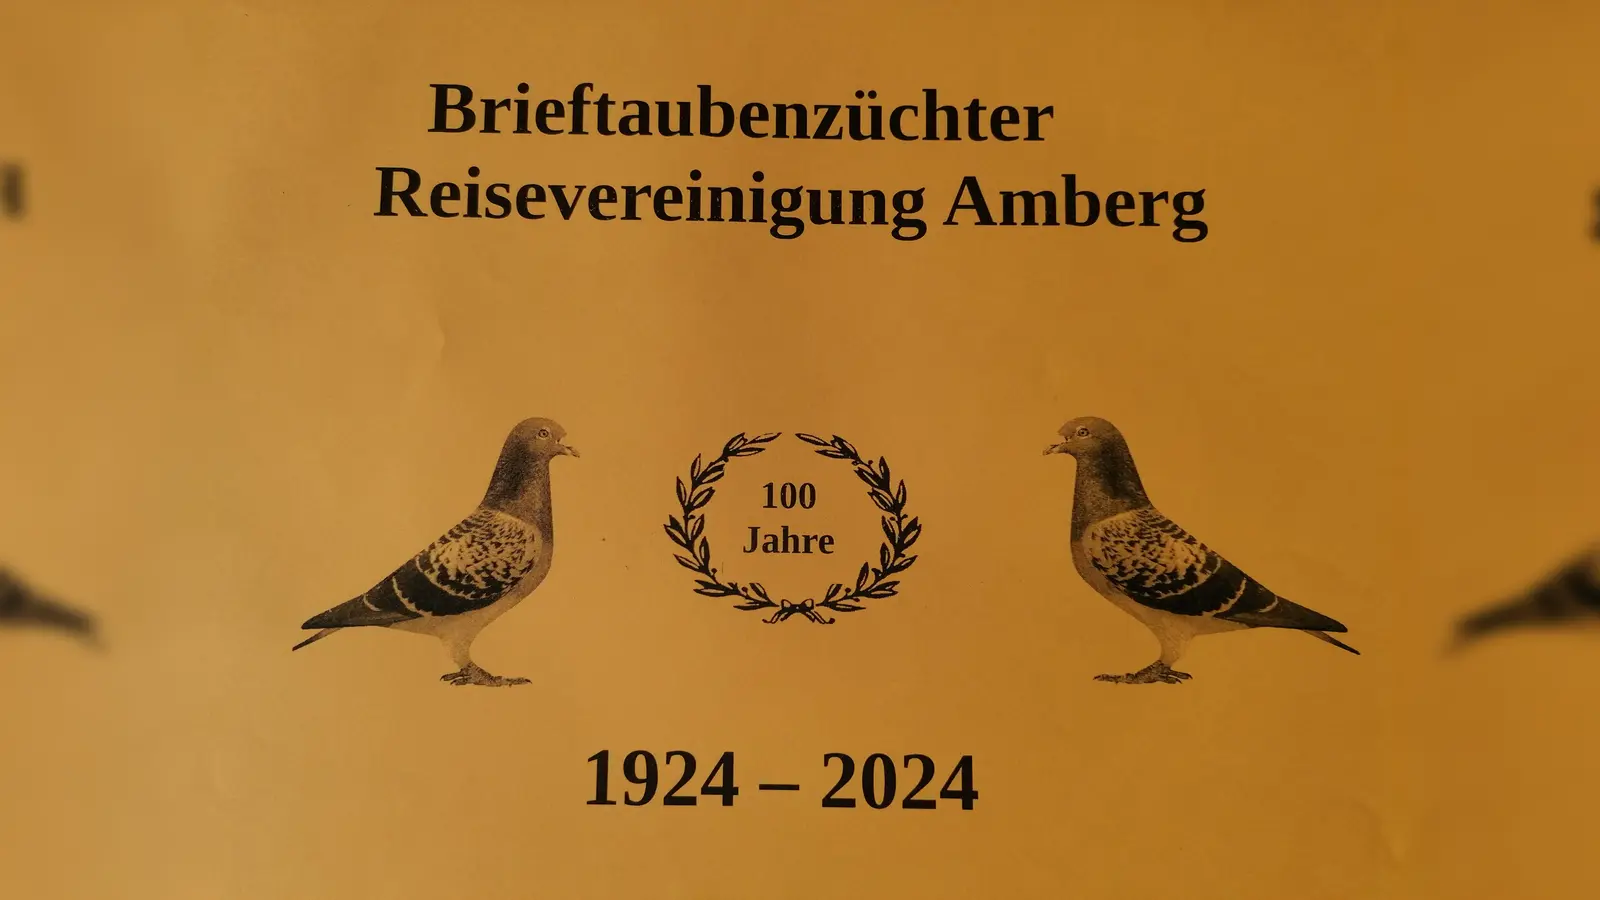 Brieftaubenzüchter
Reisevereinigung Amberg
100
Jahre
1924 – 2024